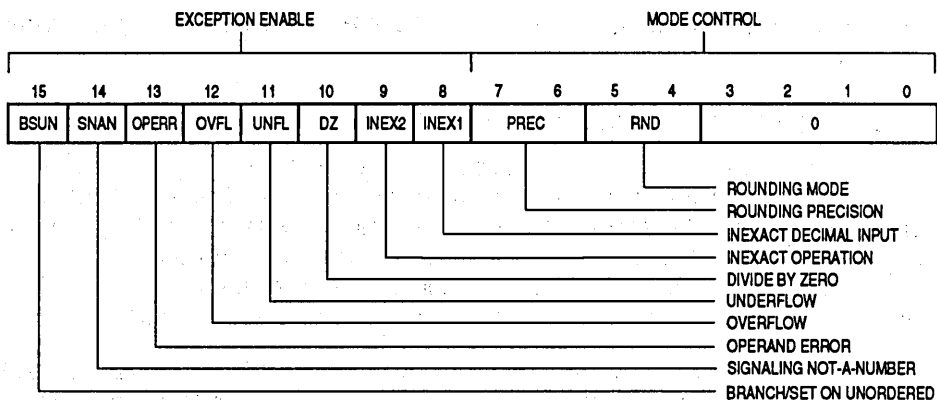 EXCEPTION ENABLE MODE CONTROL
15 14 13 12 11 10 9 8 7 6 5 4 3 2 1 0
BSUN SNAN OPERR OVFL UNFL DZ INEX2 INEX1 PREC RND 0
ROUNDING MODE
ROUNDING PRECISION
INEXACT DECIMAL INPUT
INEXACT OPERATION
DIVIDE BY ZERO
UNDERFLOW
OVERFLOW
OPERAND ERROR
SIGNALING NOT-A-NUMBER
BRANCH/SET ON UNORDERED